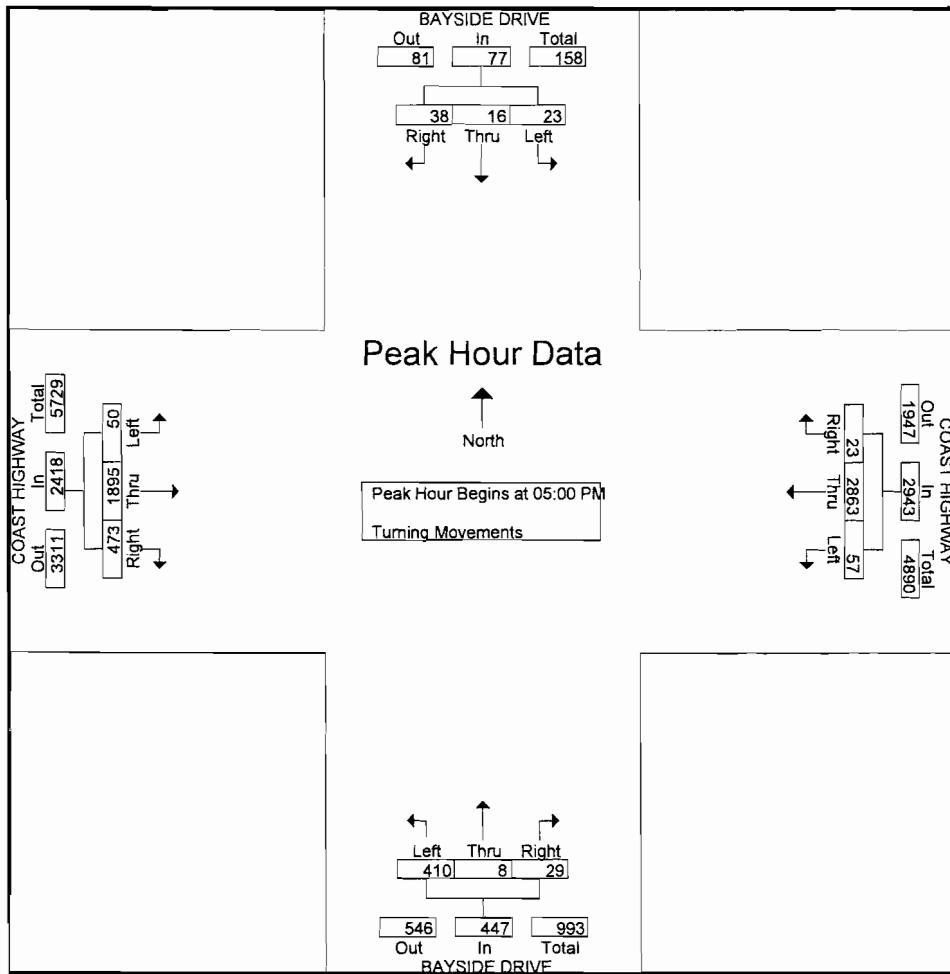 BAYSIDE DRIVE
Out In Total
81 77 158
38 16 23
Right Thru Left
Peak Hour Data
North
Peak Hour Begins at 05:00 PM
Turning Movements
COAST HIGHWAY
Out In Total
3311 2418 5729
50 1895 473
Left Thru Right
COAST HIGHWAY
Out In Total
1947 2943 4890
Right Thru Left
23 2863 57
Left Thru Right
410 8 29
546 447 993
Out In Total
BAYSIDE DRIVE